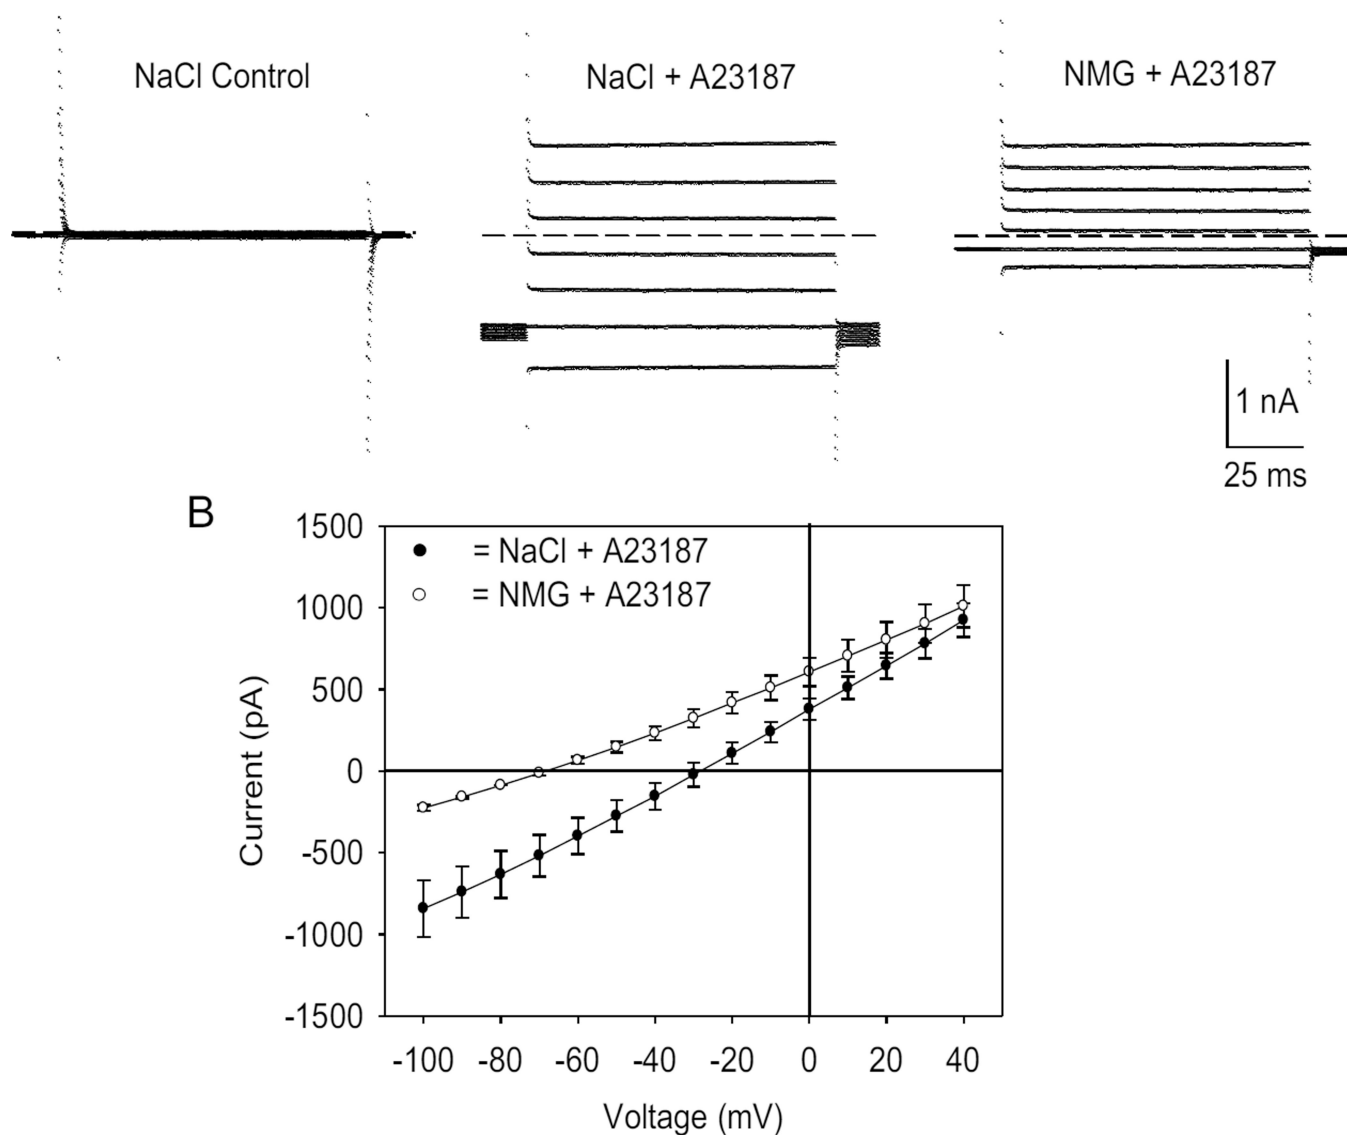 NaCl Control
NaCl + A23187
NMG + A23187
1 nA
25 ms
B
1500
1000
500
0
-500
-1000
-1500
Current (pA)
= NaCl + A23187
= NMG + A23187
-100 -80 -60 -40 -20 0 20 40
Voltage (mV)